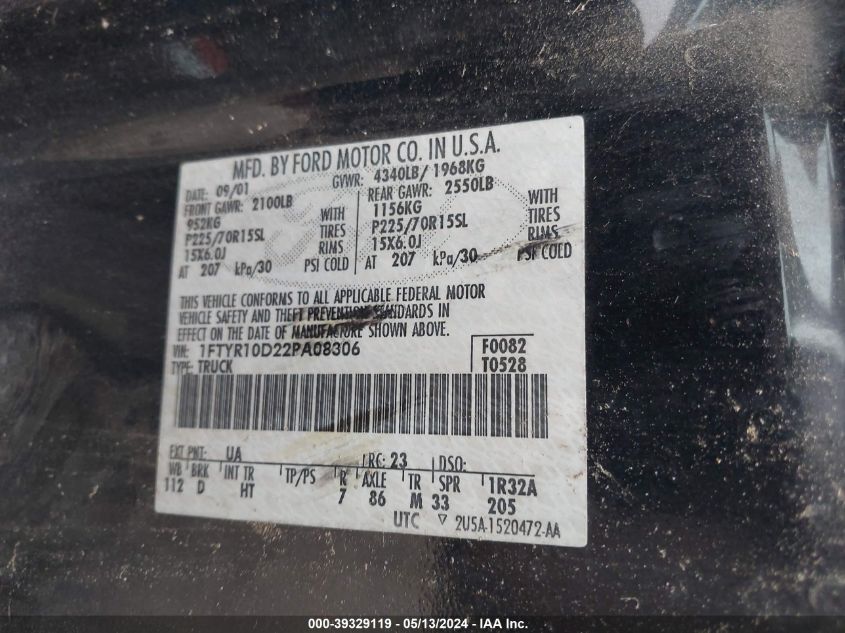 MFD. BY FORD MOTOR CO. IN U.S.A.
DATE: 09/01 GVWR: 4340LB/ 1968KG
FRONT GAWR: 2100LB REAR GAWR: 2550LB
952KG WITH 1156KG WITH
P225/70R15SL TIRES P225/70R15SL TIRES
15X6.0J RIMS 15X6.0J RIMS
AT 207 kPa/30 PSI COLD AT 207 kPa/30 PSI COLD
THIS VEHICLE CONFORMS TO ALL APPLICABLE FEDERAL MOTOR
VEHICLE SAFETY AND THEFT PREVENTION STANDARDS IN
EFFECT ON THE DATE OF MANUFACTURE SHOWN ABOVE.
VIN: 1FTYR10D22PA08306 F0082
TYPE: TRUCK T0528
EXT PNT: UA RC: 23 DSO:
WB BRK INT TR TP/PS R AXLE TR SPR 1R32A
112 D HT 7 86 M 33 205
UTC ▽ 2U5A-1520472-AA
000-39329119 - 05/13/2024 - IAA Inc.